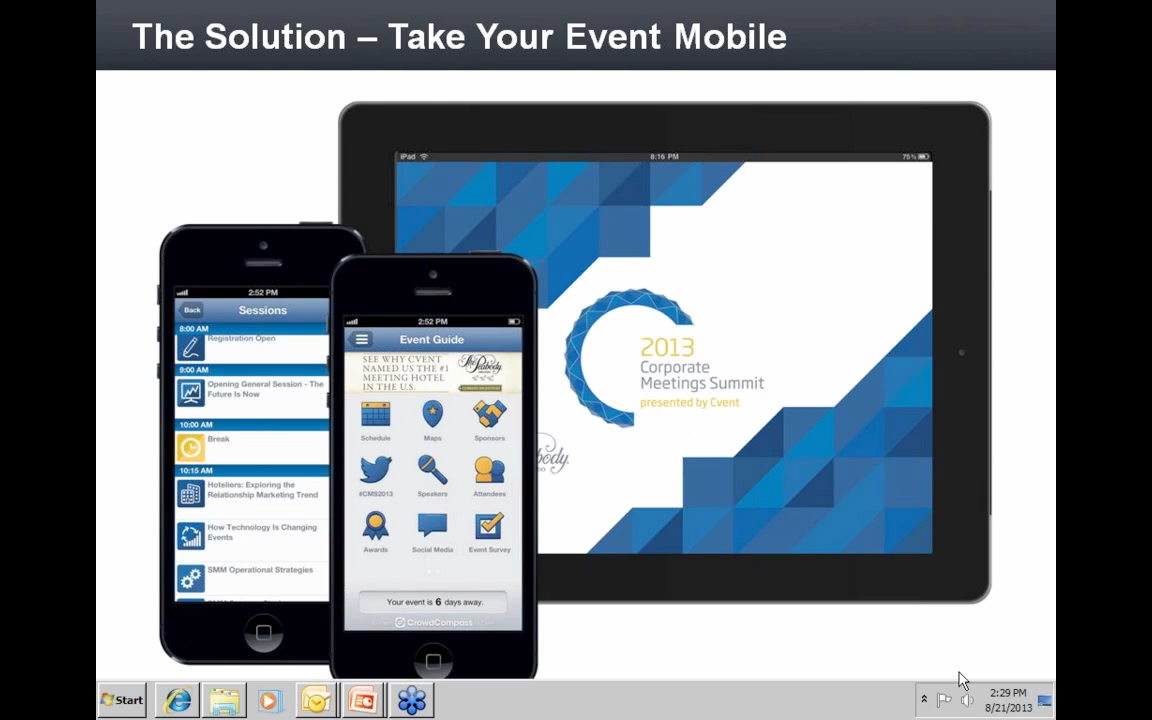 The Solution – Take Your Event Mobile
iPad
8:16 PM
75%
2013
Corporate
Meetings Summit
presented by Cvent
2:52 PM
Back
Sessions
8:00 AM
Registration Open
9:00 AM
Opening General Session - The
Future Is Now
10:00 AM
Break
10:15 AM
Hoteliers: Exploring the
Relationship Marketing Trend
How Technology Is Changing
Events
SMM Operational Strategies
2:52 PM
Event Guide
SEE WHY CVENT
NAMED US THE #1
MEETING HOTEL
IN THE U.S.
The Peabody
Schedule
Maps
Sponsors
#CMS2013
Speakers
Attendees
Awards
Social Media
Event Survey
Your event is 6 days away.
CrowdCompass
Start
2:29 PM
8/21/2013